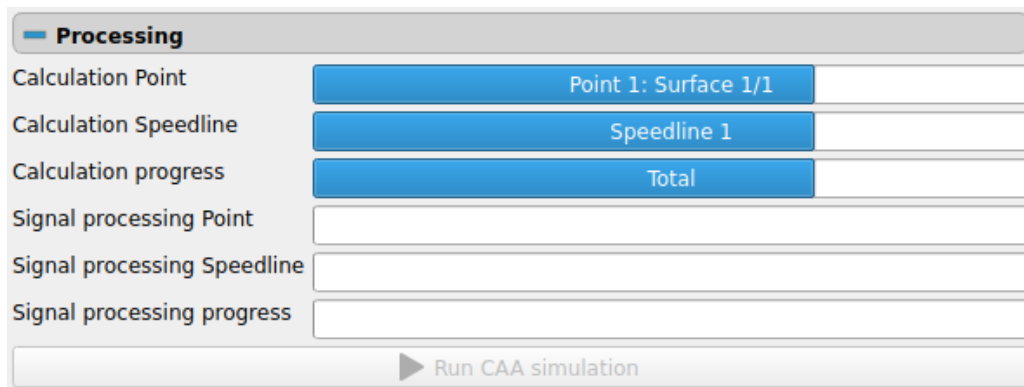 Processing
Calculation Point Point 1: Surface 1/1
Calculation Speedline Speedline 1
Calculation progress Total
Signal processing Point
Signal processing Speedline
Signal processing progress
Run CAA simulation